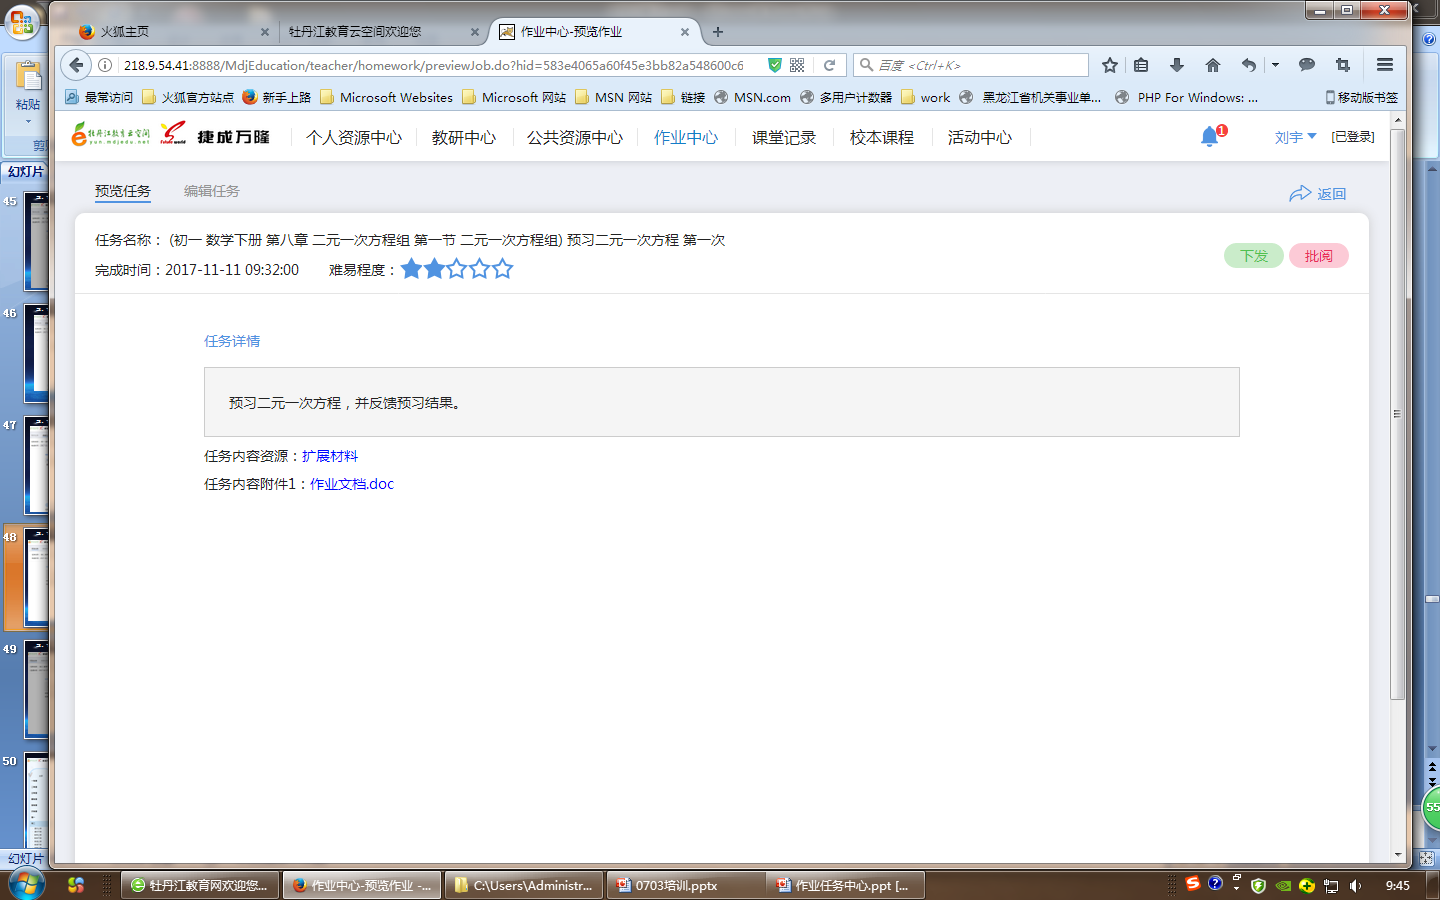 火狐主页
牡丹江教育云空间欢迎您
作业中心-预览作业
218.9.54.41:8888/MdjEducation/teacher/homework/previewJob.do?hid=583e4065a60f45e3bb82a548600c6
百度 <Ctrl+K>
最常访问 火狐官方站点 新手上路 Microsoft Websites Microsoft 网站 MSN 网站 链接 MSN.com 多用户计数器 work 黑龙江省机关事业单... PHP For Windows: ... 移动版书签
牡丹江教育云空间
yun.mdjedu.net
Future world
捷成万隆
个人资源中心 教研中心 公共资源中心 作业中心 课堂记录 校本课程 活动中心
1
刘宇 [已登录]
预览任务 编辑任务 返回
任务名称： (初一 数学下册 第八章 二元一次方程组 第一节 二元一次方程组) 预习二元一次方程 第一次
完成时间：2017-11-11 09:32:00 难易程度：
下发 批阅
任务详情
预习二元一次方程，并反馈预习结果。
任务内容资源：扩展材料
任务内容附件1：作业文档.doc
粘贴
幻灯片
45
46
47
48
49
50
幻灯片
55
牡丹江教育网欢迎您... 作业中心-预览作业 -... C:\Users\Administr... 0703培训.pptx 作业任务中心.ppt [...
9:45